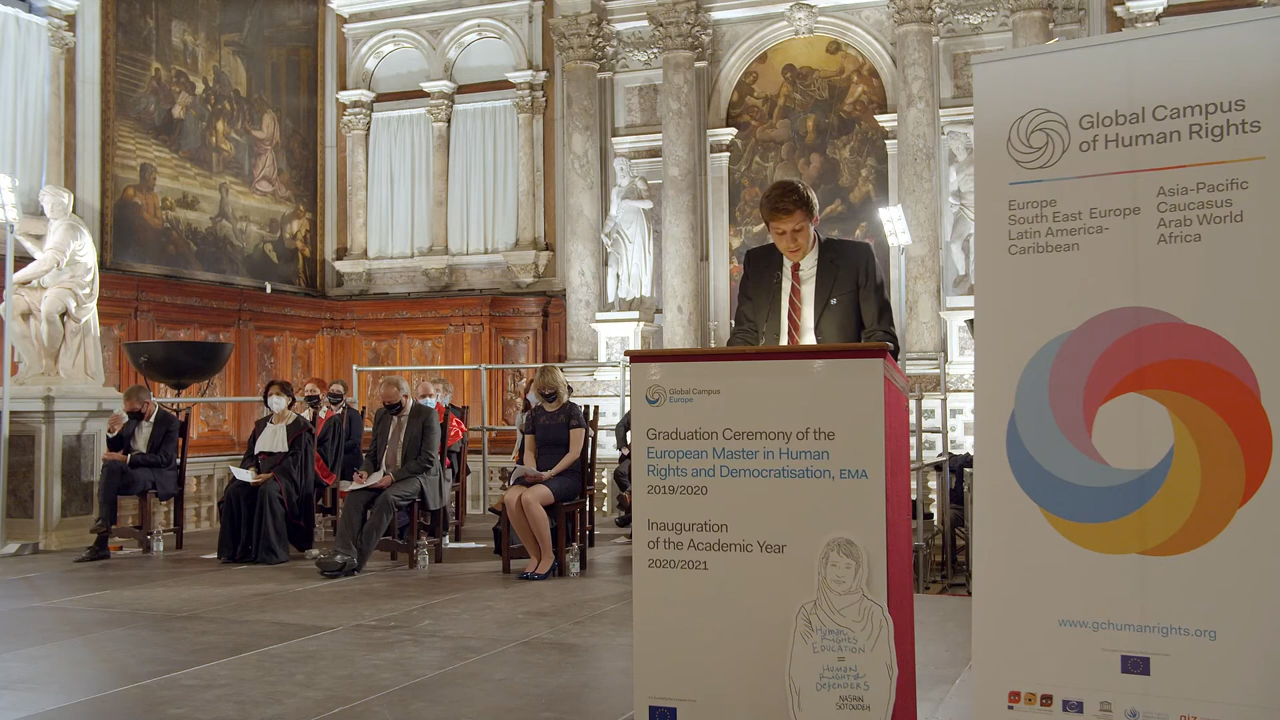 Global Campus
of Human Rights
Europe
South East Europe
Latin America-
Caribbean
Asia-Pacific
Caucasus
Arab World
Africa
www.gchumanrights.org
Global Campus
Europe
Graduation Ceremony of the
European Master in Human
Rights and Democratisation, EMA
2019/2020
Inauguration
of the Academic Year
2020/2021
Human
Rights
Education
=
Human
Rights
Defenders
Nasrin
Sotoudeh